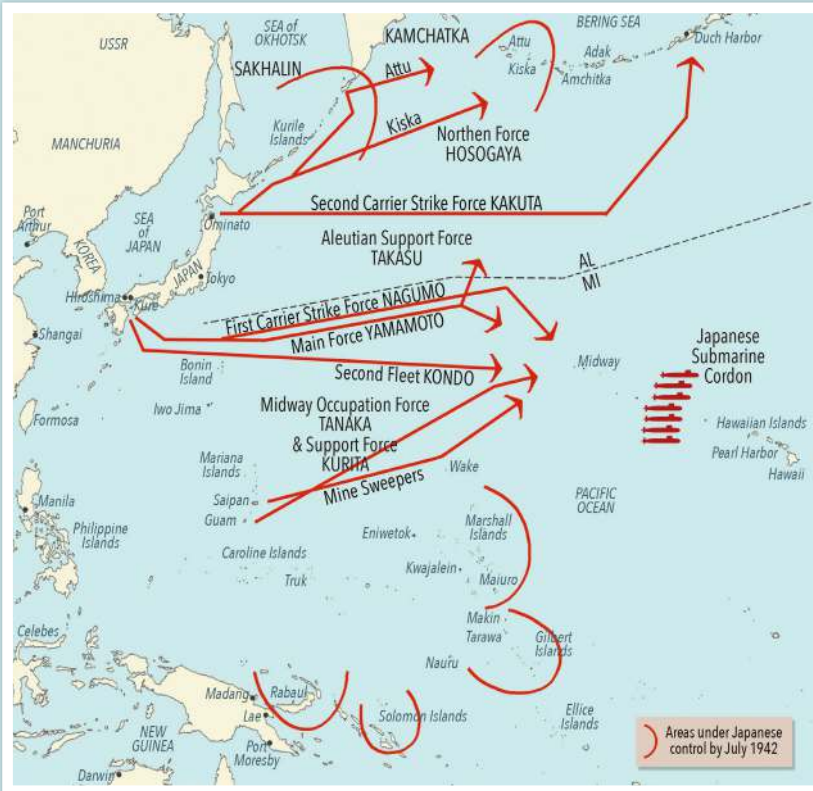 SEA of
OKHOTSK
KAMCHATKA
BERING SEA
USSR
Attu
Adak
Duch Harbor
SAKHALIN
Attu
Kiska
Amchitka
Kurile
Islands
Kiska
Northen Force
HOSOGAYA
MANCHURIA
Second Carrier Strike Force KAKUTA
Port
Arthur
SEA
of
JAPAN
Ominato
Aleutian Support Force
TAKASU
KOREA
JAPAN
Tokyo
AL
MI
Hiroshima
Kure
First Carrier Strike Force NAGUMO
Main Force YAMAMOTO
Shangai
Bonin
Island
Second Fleet KONDO
Midway
Japanese
Submarine
Cordon
Iwo Jima
Formosa
Midway Occupation Force
TANAKA
& Support Force
KURITA
Hawaiian Islands
Pearl Harbor
Hawaii
Mariana
Islands
Wake
Mine Sweepers
Manila
Saipan
Guam
PACIFIC
OCEAN
Philippine
Islands
Eniwetok
Marshall
Islands
Caroline Islands
Kwajalein
Truk
Maiuro
Makin
Tarawa
Gilbert
Islands
Celebes
Nauru
Madang
Rabaul
Lae
Solomon Islands
Ellice
Islands
NEW
GUINEA
Port
Moresby
Darwin
Areas under Japanese
control by July 1942